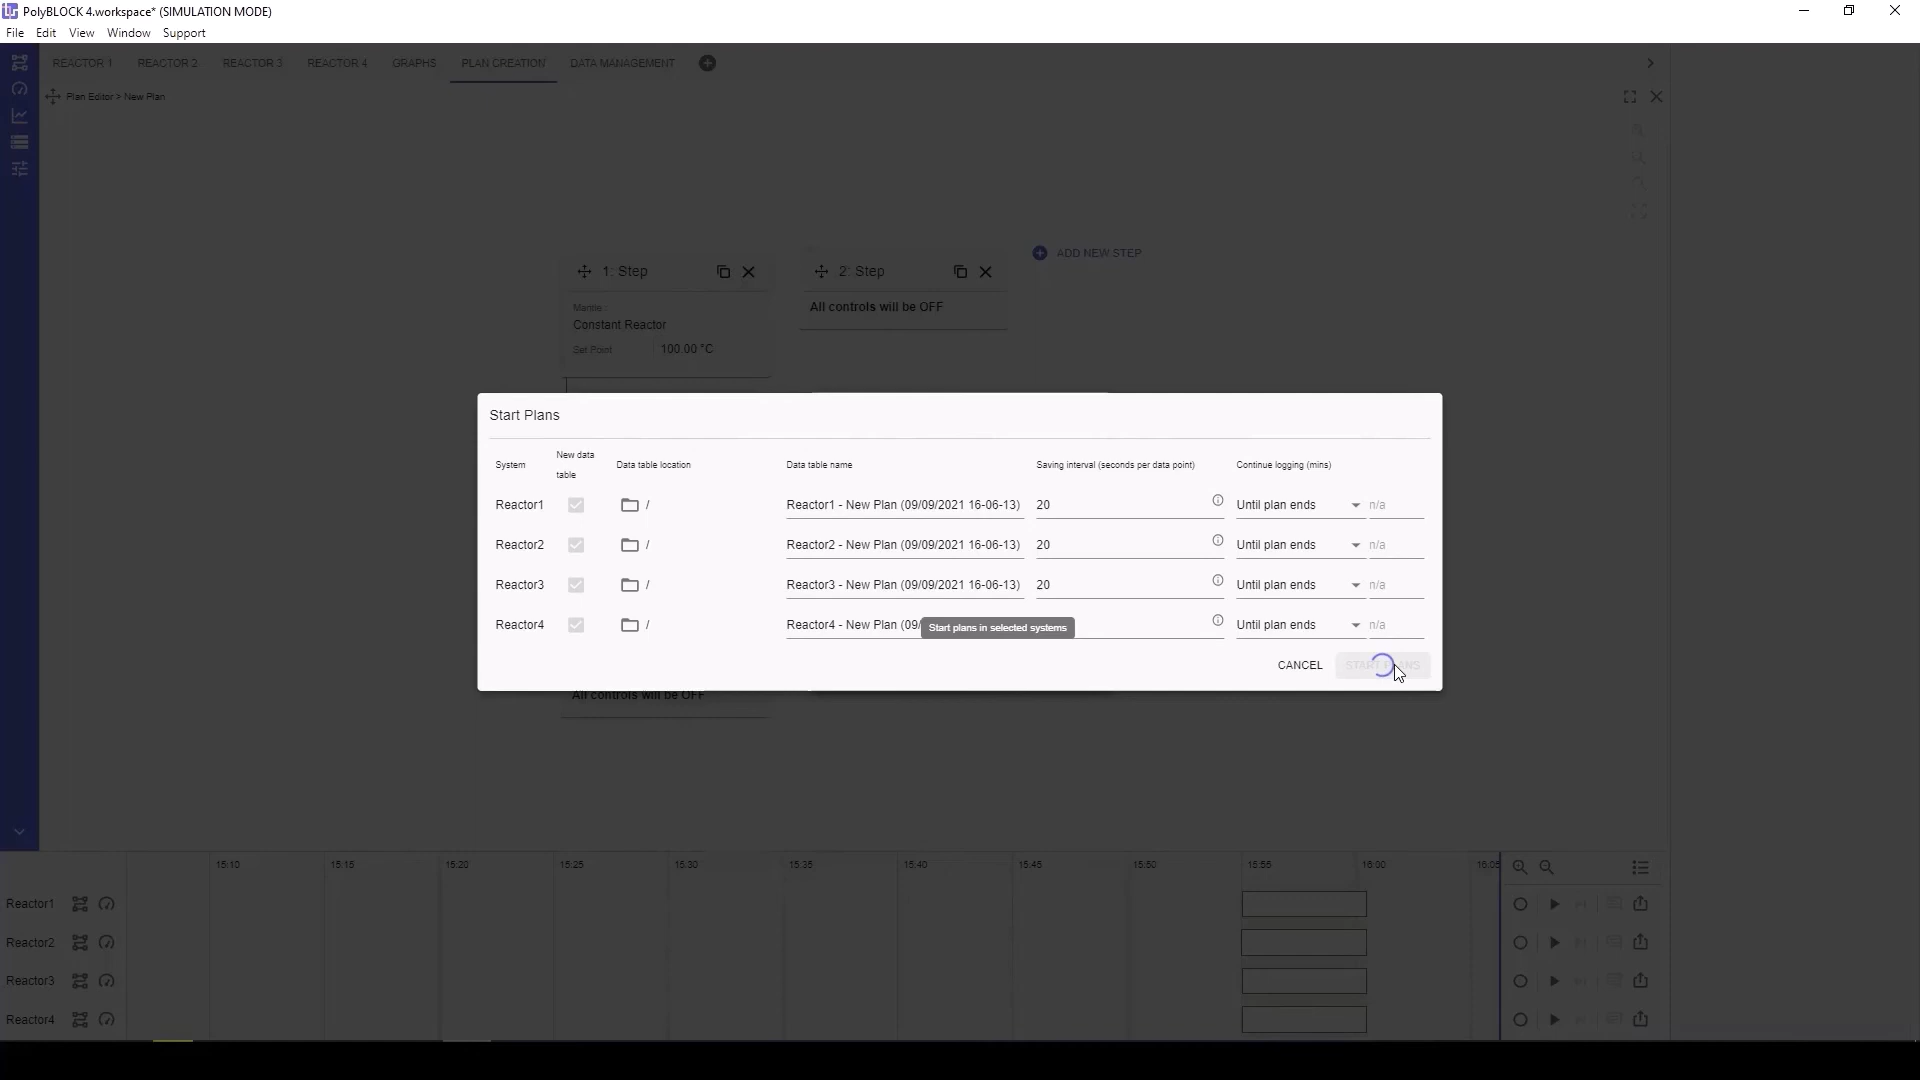 PolyBLOCK 4.workspace* (SIMULATION MODE)
File Edit View Window Support
REACTOR 1 REACTOR 2 REACTOR 3 REACTOR 4 GRAPHS PLAN CREATION DATA MANAGEMENT
Plan Editor > New Plan
ADD NEW STEP
1: Step 2: Step
Mantle :
All controls will be OFF
Constant Reactor
Set Point 100.00 °C
Start Plans
System New data table Data table location Data table name Saving interval (seconds per data point) Continue logging (mins)
Reactor1 / Reactor1 - New Plan (09/09/2021 16-06-13) 20 Until plan ends n/a
Reactor2 / Reactor2 - New Plan (09/09/2021 16-06-13) 20 Until plan ends n/a
Reactor3 / Reactor3 - New Plan (09/09/2021 16-06-13) 20 Until plan ends n/a
Reactor4 / Reactor4 - New Plan (09/ Until plan ends n/a
Start plans in selected systems
CANCEL START PLANS
All controls will be OFF
15:10 15:15 15:20 15:25 15:30 15:35 15:40 15:45 15:50 15:55 16:00 16:05
Reactor1
Reactor2
Reactor3
Reactor4